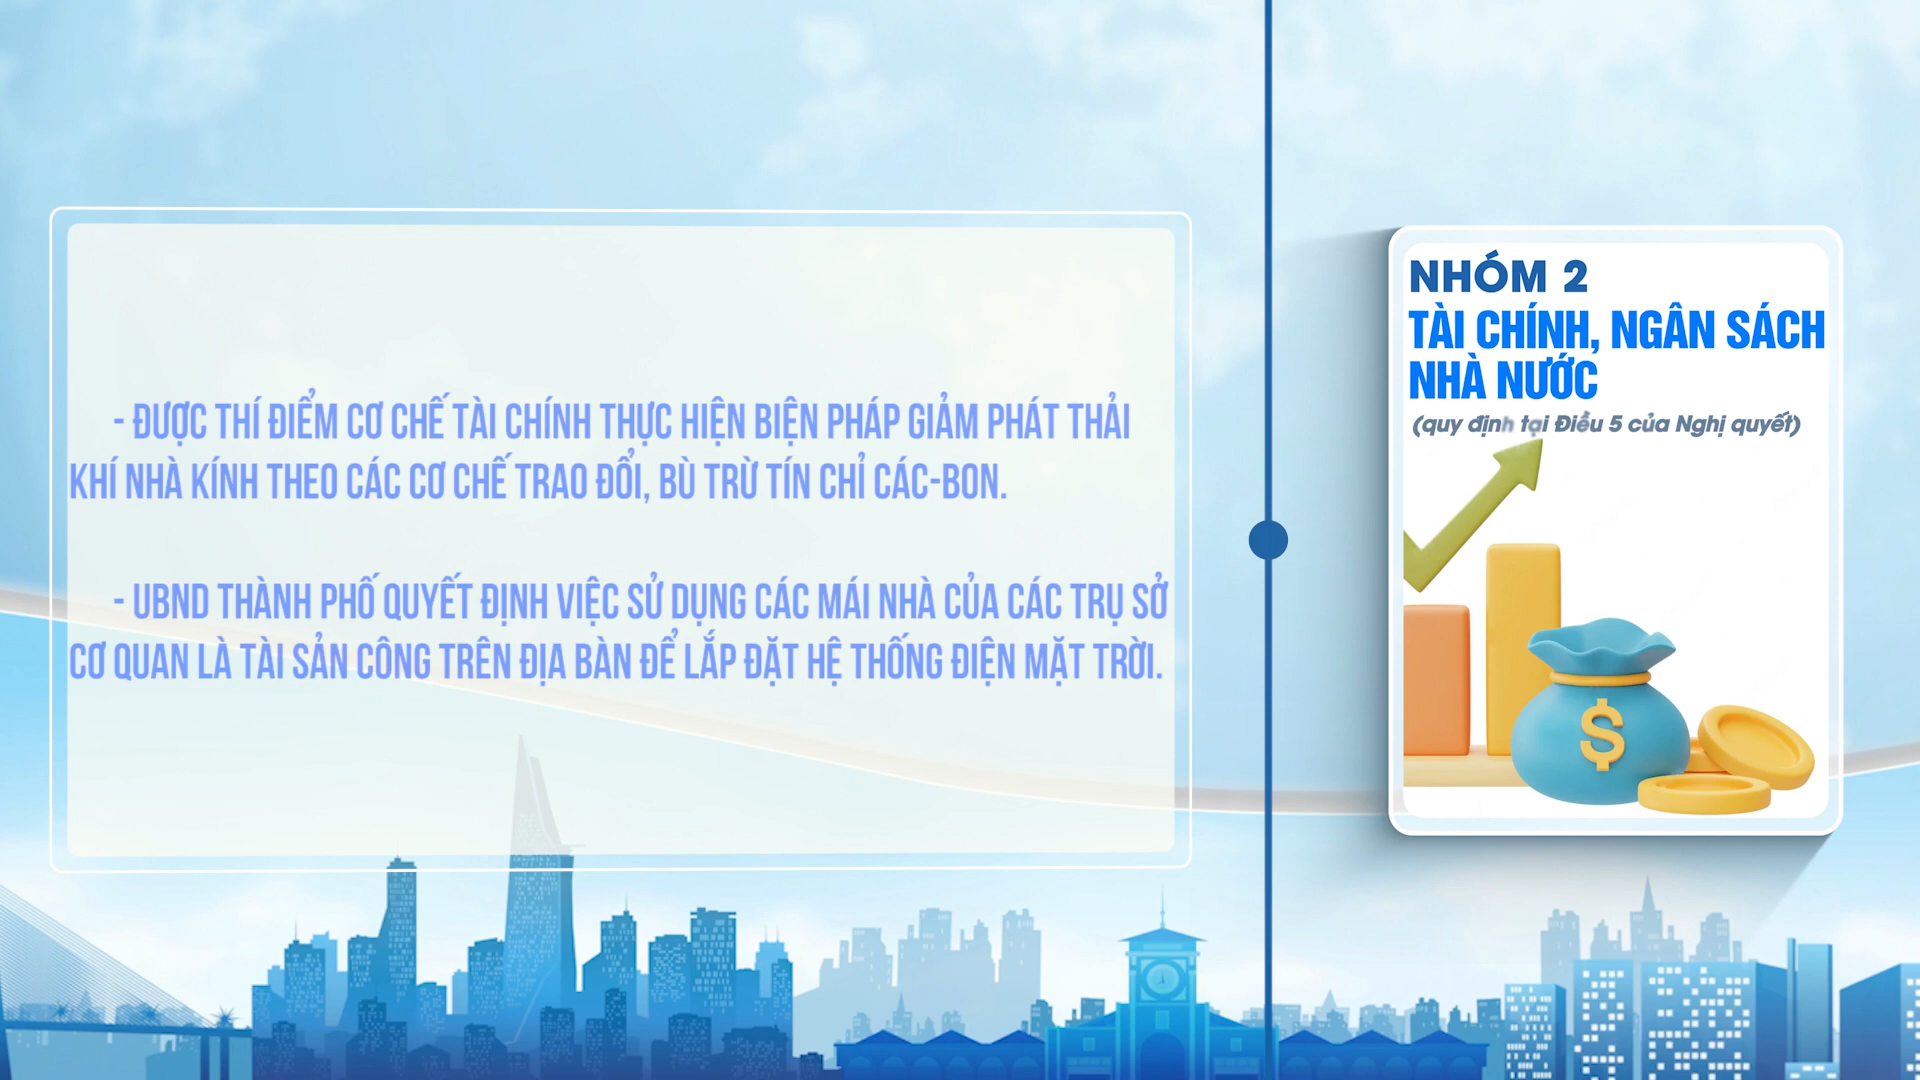 - ĐƯỢC THÍ ĐIỂM CƠ CHẾ TÀI CHÍNH THỰC HIỆN BIỆN PHÁP GIẢM PHÁT THẢI
KHÍ NHÀ KÍNH THEO CÁC CƠ CHẾ TRAO ĐỔI, BÙ TRỪ TÍN CHỈ CÁC-BON.
- UBND THÀNH PHỐ QUYẾT ĐỊNH VIỆC SỬ DỤNG CÁC MÁI NHÀ CỦA CÁC TRỤ SỞ
CƠ QUAN LÀ TÀI SẢN CÔNG TRÊN ĐỊA BÀN ĐỂ LẮP ĐẶT HỆ THỐNG ĐIỆN MẶT TRỜI.
NHÓM 2
TÀI CHÍNH, NGÂN SÁCH
NHÀ NƯỚC
(quy định tại Điều 5 của Nghị quyết)
$